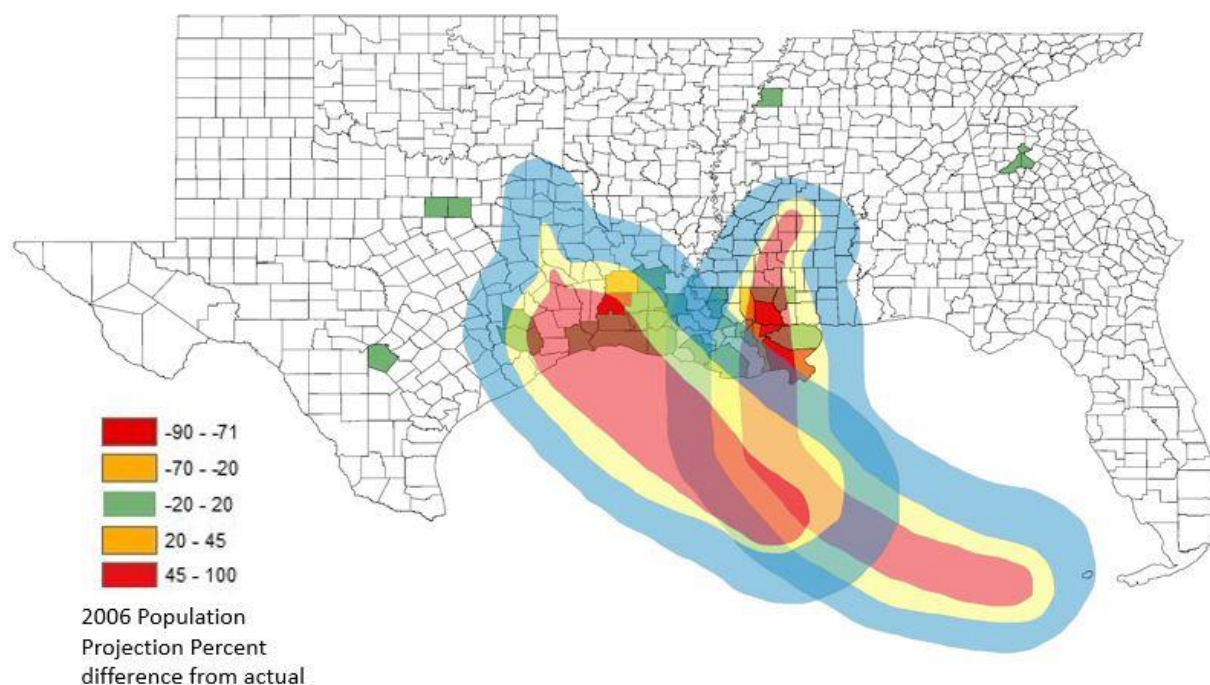 -90 - -71
-70 - -20
-20 - 20
20 - 45
45 - 100
2006 Population
Projection Percent
difference from actual